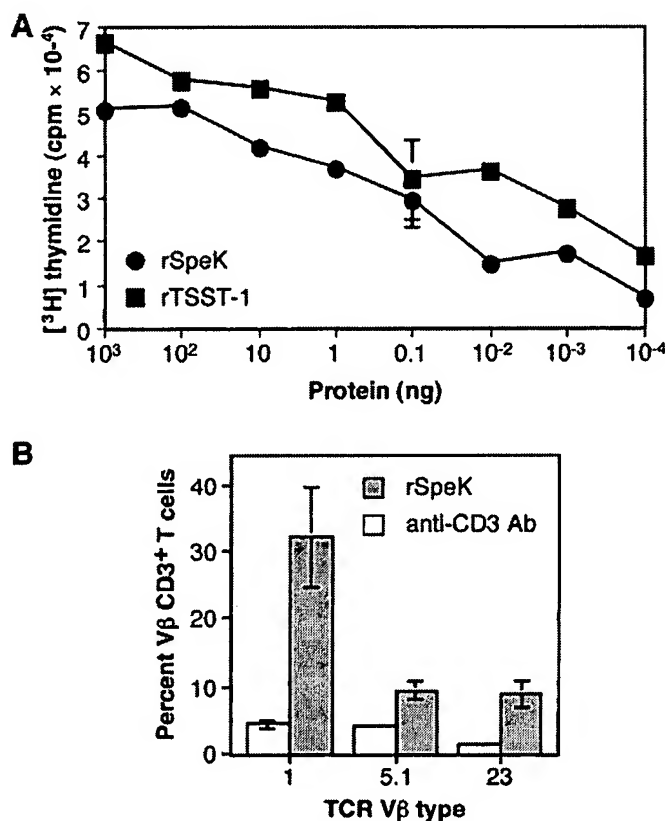 A
[³H] thymidine (cpm × 10⁻⁴)
7
6
5
4
3
2
1
0
rSpeK
rTSST-1
10³ 10² 10 1 0.1 10⁻² 10⁻³ 10⁻⁴
Protein (ng)
B
Percent Vβ CD3⁺ T cells
40
30
20
10
0
rSpeK
anti-CD3 Ab
1 5.1 23
TCR Vβ type